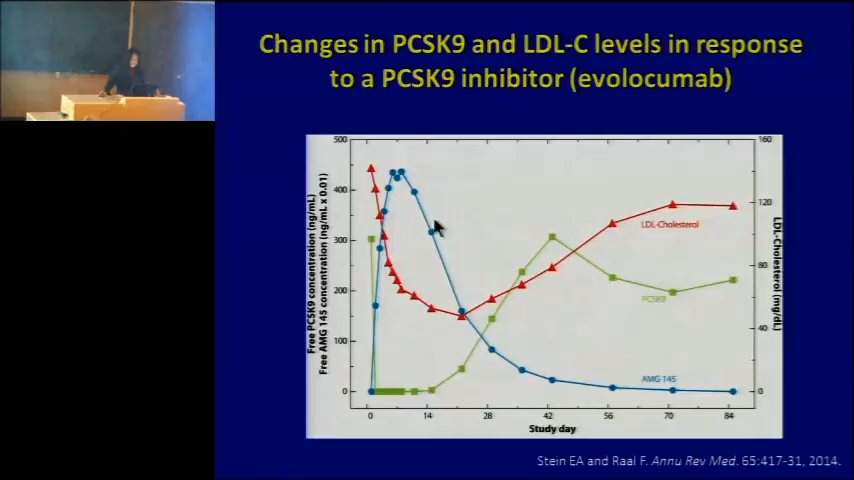 Changes in PCSK9 and LDL-C levels in response
to a PCSK9 inhibitor (evolocumab)
500
400
300
200
100
0
160
120
80
40
0
Free PCSK9 concentration (ng/mL)
Free AMG 145 concentration (ng/mL x 0.01)
LDL-Cholesterol (mg/dL)
LDL-Cholesterol
PCSK9
AMG 145
0 14 28 42 56 70 84
Study day
Stein EA and Raal F. Annu Rev Med. 65:417-31, 2014.